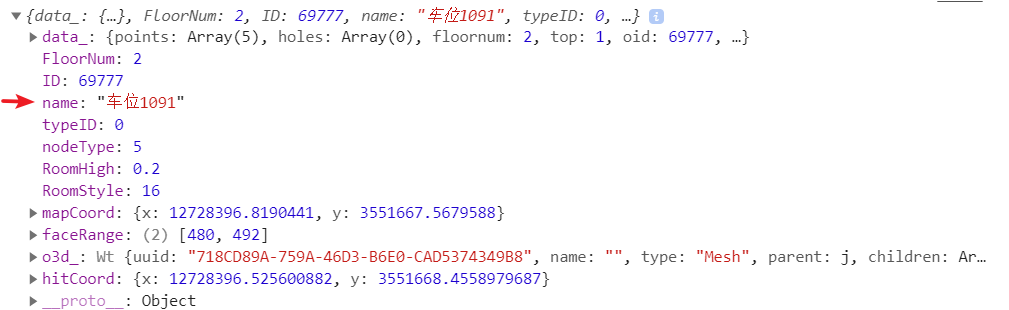 {data_: {…}, FloorNum: 2, ID: 69777, name: "车位1091", typeID: 0, …} i
data_: {points: Array(5), holes: Array(0), floornum: 2, top: 1, oid: 69777, …}
FloorNum: 2
ID: 69777
name: "车位1091"
typeID: 0
nodeType: 5
RoomHigh: 0.2
RoomStyle: 16
mapCoord: {x: 12728396.8190441, y: 3551667.5679588}
faceRange: (2) [480, 492]
o3d_: Wt {uuid: "718CD89A-759A-46D3-B6E0-CAD5374349B8", name: "", type: "Mesh", parent: j, children: Ar…
hitCoord: {x: 12728396.525600882, y: 3551668.4558979687}
__proto__: Object